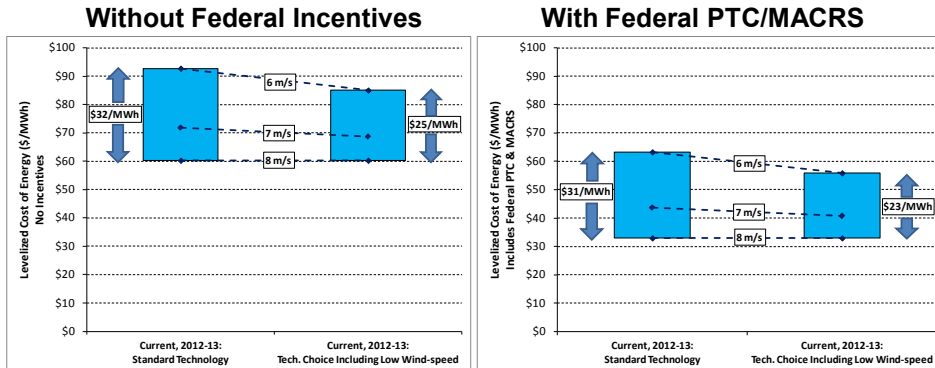 Without Federal Incentives
Levelized Cost of Energy ($/MWh)
No Incentives
$100
$90
$80
$70
$60
$50
$40
$30
$20
$10
$0
$32/MWh
6 m/s
7 m/s
8 m/s
$25/MWh
Current, 2012-13:
Standard Technology
Current, 2012-13:
Tech. Choice Including Low Wind-speed
With Federal PTC/MACRS
Levelized Cost of Energy ($/MWh)
Includes Federal PTC & MACRS
$100
$90
$80
$70
$60
$50
$40
$30
$20
$10
$0
$31/MWh
6 m/s
7 m/s
8 m/s
$23/MWh
Current, 2012-13:
Standard Technology
Current, 2012-13:
Tech. Choice Including Low Wind-speed